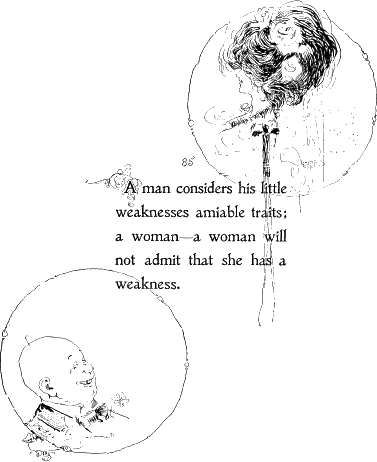 85
A man considers his little
weaknesses amiable traits;
a woman—a woman will
not admit that she has a
weakness.